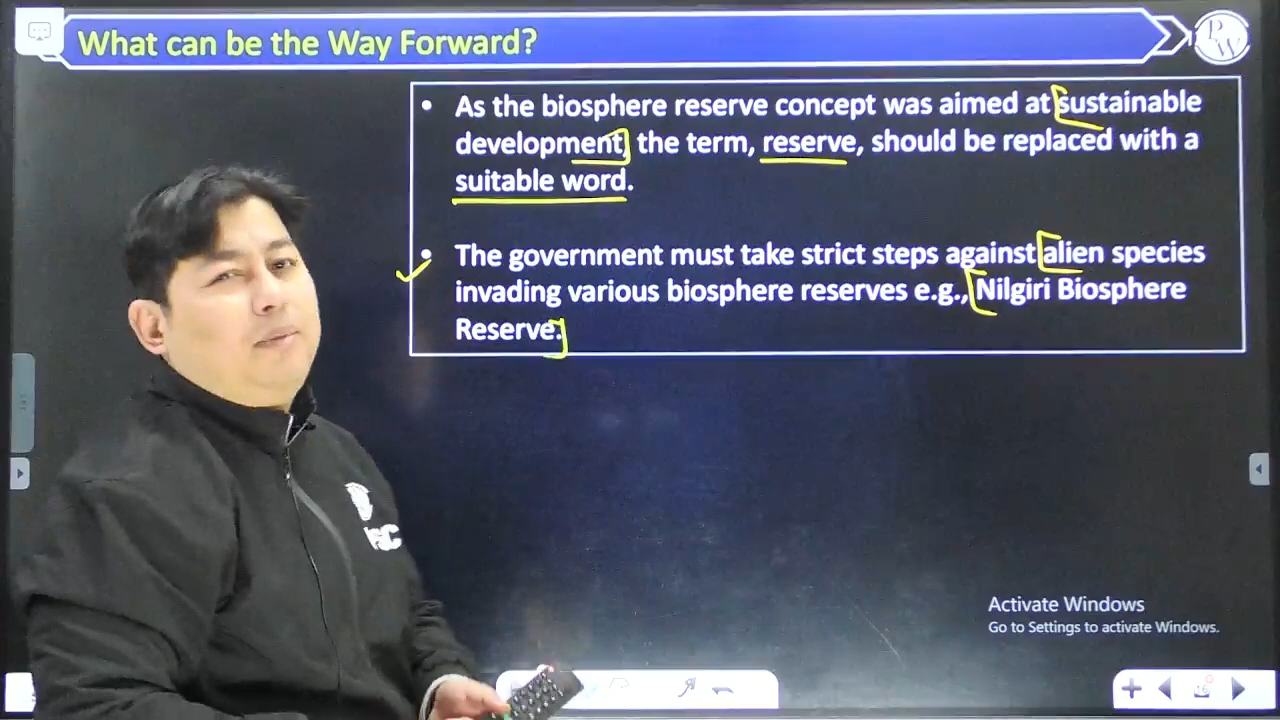 What can be the Way Forward?
PW
• As the biosphere reserve concept was aimed at sustainable
development, the term, reserve, should be replaced with a
suitable word.
• The government must take strict steps against alien species
invading various biosphere reserves e.g., Nilgiri Biosphere
Reserve.
Activate Windows
Go to Settings to activate Windows.